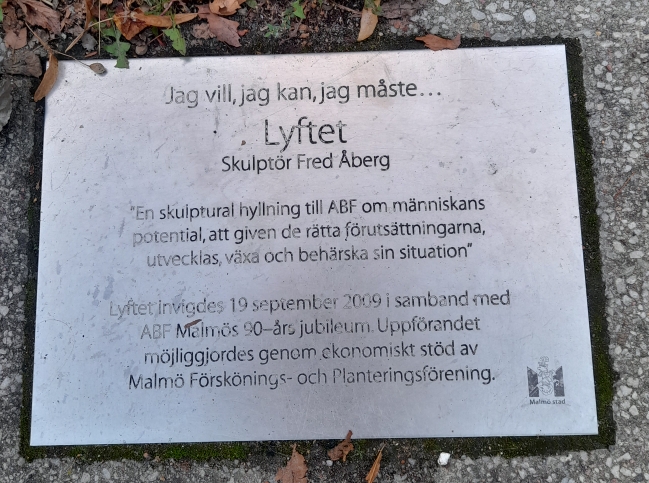 Jag vill, jag kan, jag måste...
Lyftet
Skulptör Fred Åberg
"En skulptural hyllning till ABF om människans
potential, att given de rätta förutsättningarna,
utvecklas, växa och behärska sin situation"
Lyftet invigdes 19 september 2009 i samband med
ABF Malmös 90-års jubileum. Uppförandet
möjliggjordes genom ekonomiskt stöd av
Malmö Förskönings- och Planteringsförening.
Malmö stad